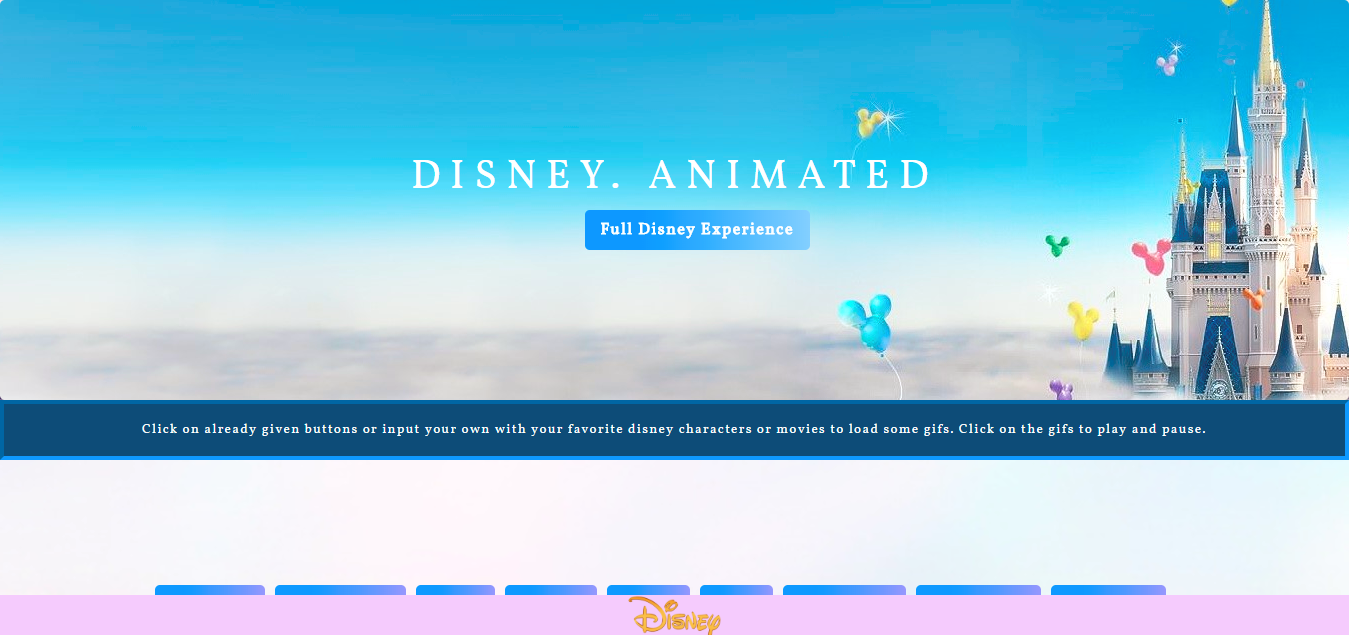 DISNEY. ANIMATED
Full Disney Experience
Click on already given buttons or input your own with your favorite disney characters or movies to load some gifs. Click on the gifs to play and pause.
Disney